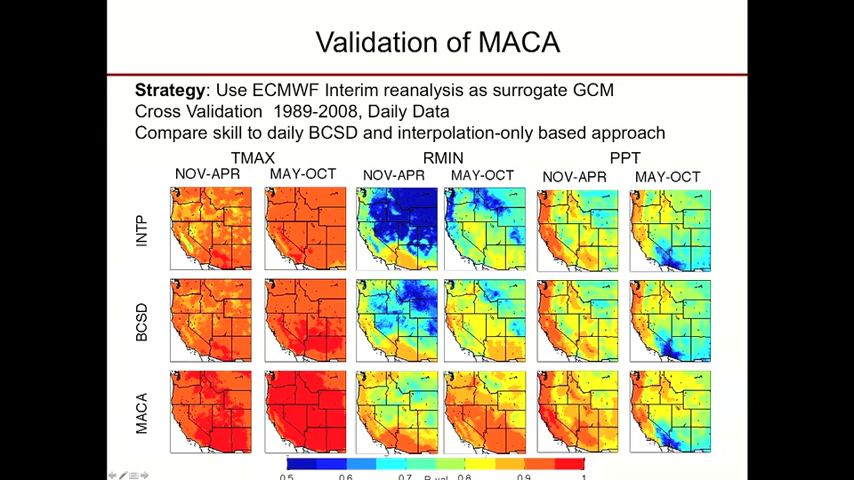 Validation of MACA
Strategy: Use ECMWF Interim reanalysis as surrogate GCM
Cross Validation 1989-2008, Daily Data
Compare skill to daily BCSD and interpolation-only based approach
TMAX RMIN PPT
NOV-APR MAY-OCT NOV-APR MAY-OCT NOV-APR MAY-OCT
INTP
BCSD
MACA
0.5 0.6 0.7 R-val 0.8 0.9 1